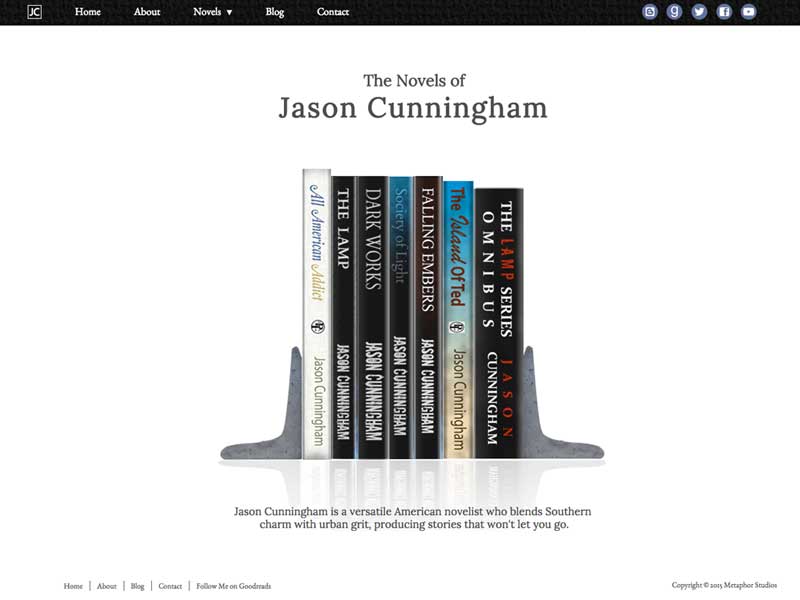 JC Home About Novels ▼ Blog Contact
The Novels of
Jason Cunningham
All American Addict
Jason Cunningham
THE LAMP
JASON CUNNINGHAM
DARK WORKS
JASON CUNNINGHAM
Society of Light
JASON CUNNINGHAM
FALLING EMBERS
JASON CUNNINGHAM
The Island Of Ted
Jason Cunningham
THE LAMP SERIES
OMNIBUS
JASON
CUNNINGHAM
Jason Cunningham is a versatile American novelist who blends Southern
charm with urban grit, producing stories that won't let you go.
Home | About | Blog | Contact | Follow Me on Goodreads
Copyright © 2015 Metaphor Studios